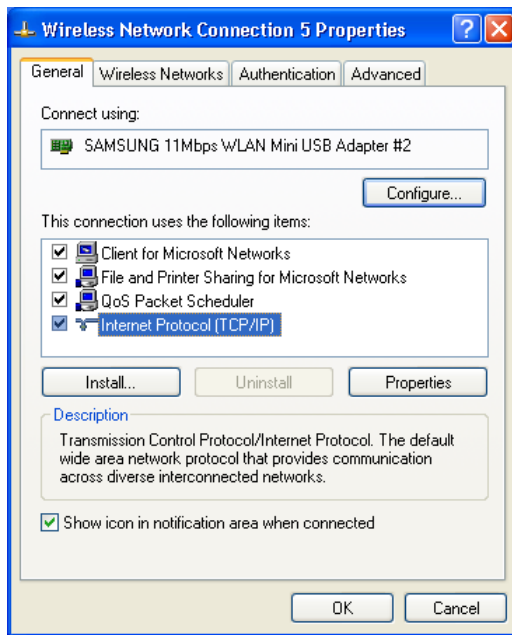 Wireless Network Connection 5 Properties
General Wireless Networks Authentication Advanced
Connect using:
SAMSUNG 11Mbps WLAN Mini USB Adapter #2
Configure...
This connection uses the following items:
Client for Microsoft Networks
File and Printer Sharing for Microsoft Networks
QoS Packet Scheduler
Internet Protocol (TCP/IP)
Install... Uninstall Properties
Description
Transmission Control Protocol/Internet Protocol. The default
wide area network protocol that provides communication
across diverse interconnected networks.
Show icon in notification area when connected
OK Cancel